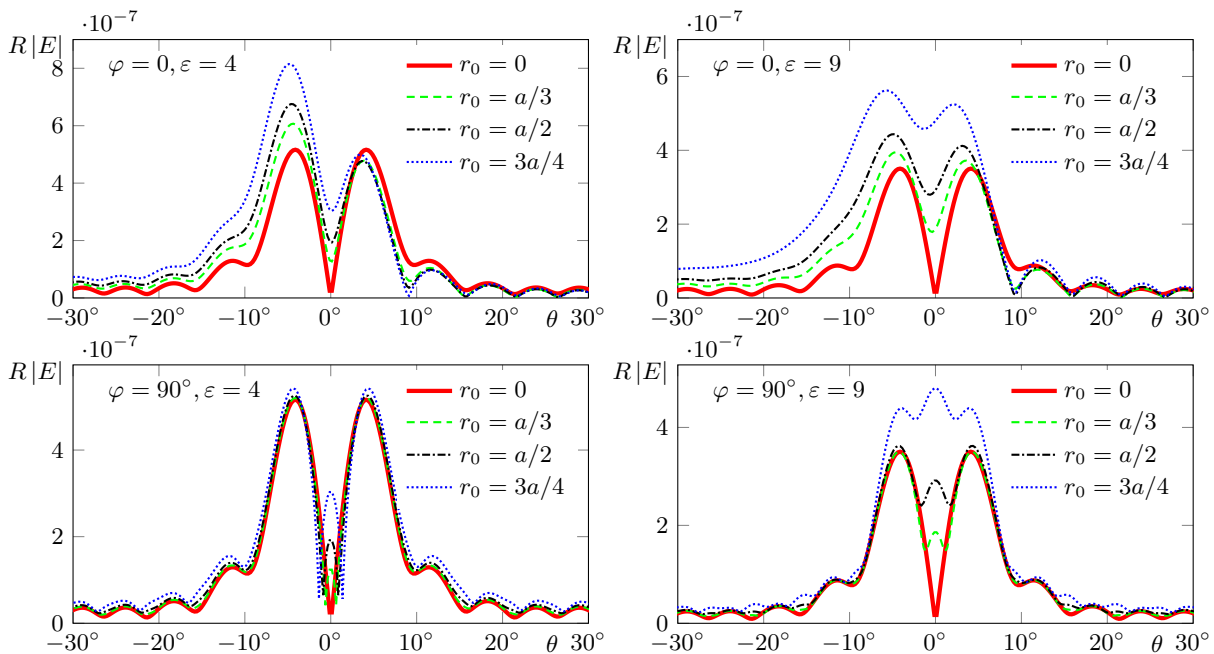 ·10⁻⁷
R |E|
φ = 0, ε = 4
r₀ = 0
r₀ = a/3
r₀ = a/2
r₀ = 3a/4
8
6
4
2
0
−30° −20° −10° 0° 10° θ 20° 30°
·10⁻⁷
R |E|
φ = 0, ε = 9
r₀ = 0
r₀ = a/3
r₀ = a/2
r₀ = 3a/4
6
4
2
0
−30° −20° −10° 0° 10° 20° θ 30°
·10⁻⁷
R |E|
φ = 90°, ε = 4
r₀ = 0
r₀ = a/3
r₀ = a/2
r₀ = 3a/4
4
2
0
−30° −20° −10° 0° 10° θ 20° 30°
·10⁻⁷
R |E|
φ = 90°, ε = 9
r₀ = 0
r₀ = a/3
r₀ = a/2
r₀ = 3a/4
4
2
0
−30° −20° −10° 0° 10° 20° θ 30°